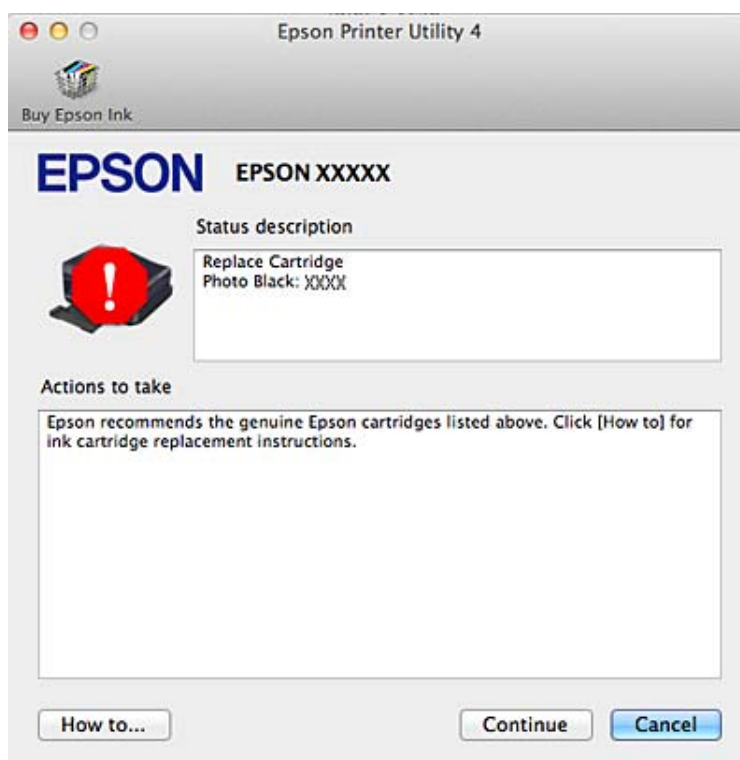 Epson Printer Utility 4
Buy Epson Ink
EPSON EPSON XXXXX
Status description
Replace Cartridge
Photo Black: XXXX
Actions to take
Epson recommends the genuine Epson cartridges listed above. Click [How to] for
ink cartridge replacement instructions.
How to... Continue Cancel